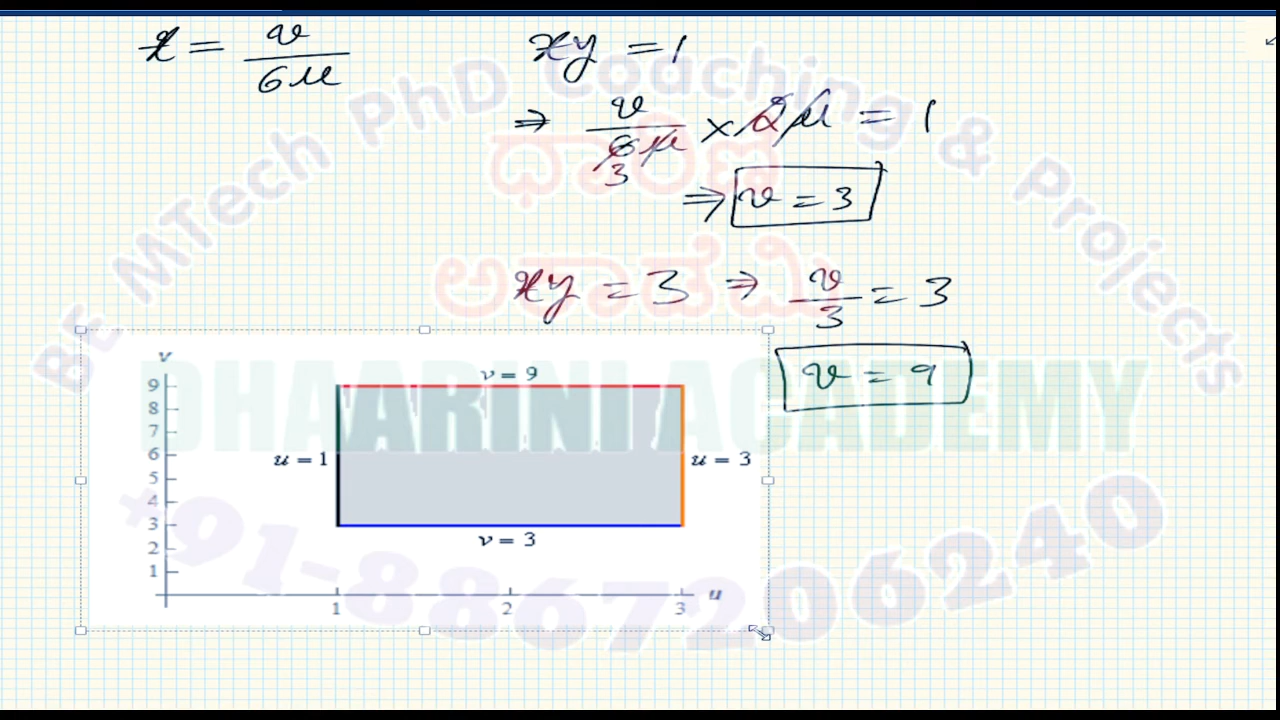 x = v/6u
xy = 1
⇒ v/6u × 2u = 1
3
⇒ v = 3
xy = 3 ⇒ v/3 = 3
v = 9
v
9
8
7
6
5
4
3
2
1
v = 9
u = 1
u = 3
v = 3
1 2 3 u
BE MTech PhD Coaching & Projects
ಧಾರಿಣಿ
ಅಕಾಡೆಮಿ
DHAARINI ACADEMY
+91-8867206240